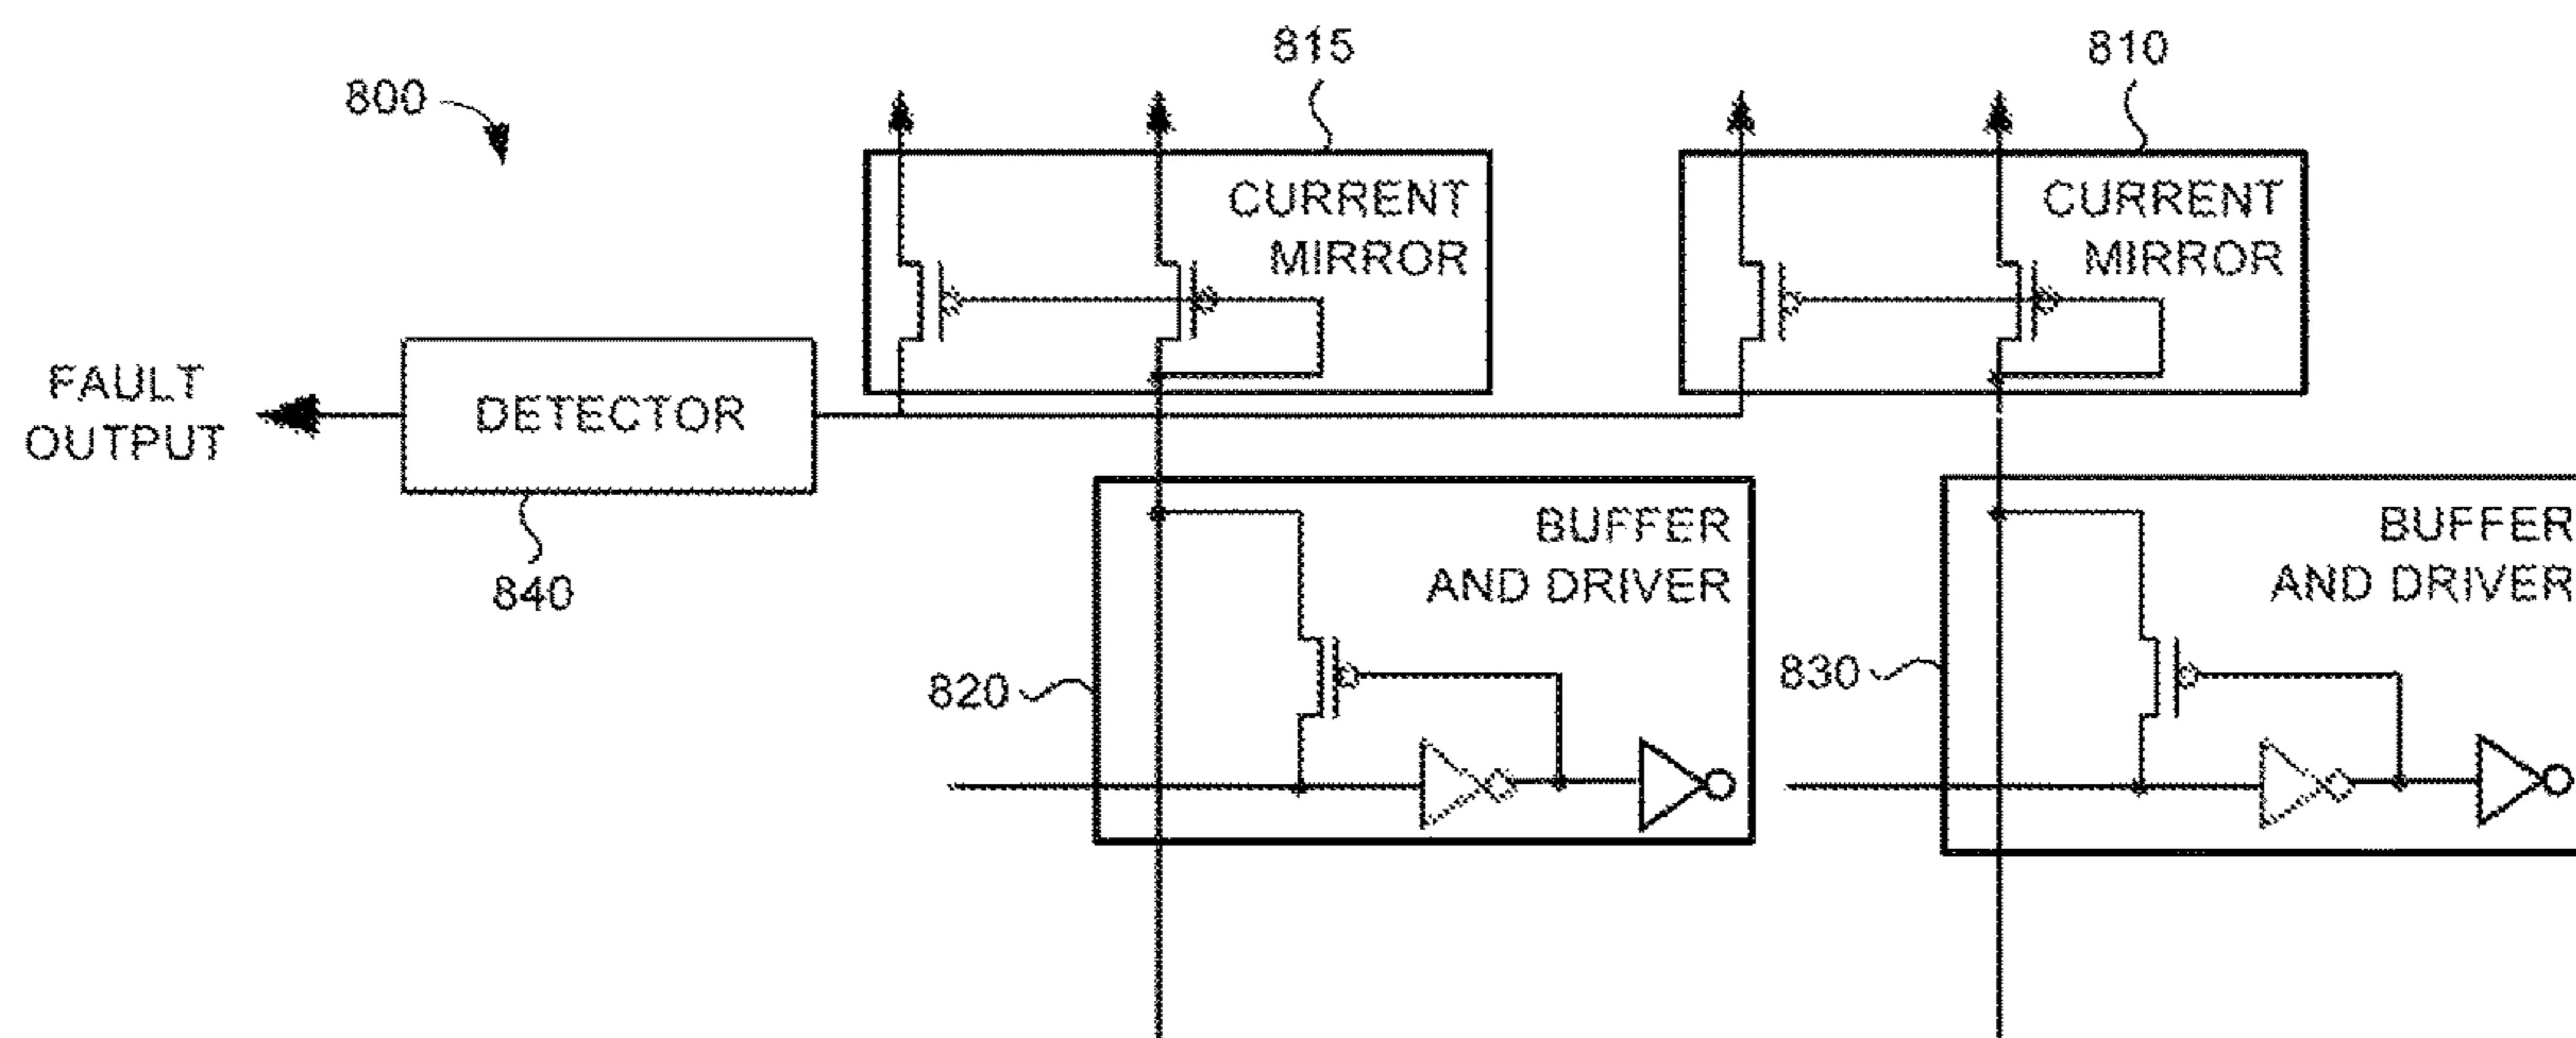 815
810
800
CURRENT
MIRROR
CURRENT
MIRROR
FAULT
OUTPUT
DETECTOR
840
BUFFER
AND DRIVER
BUFFER
AND DRIVER
820
830